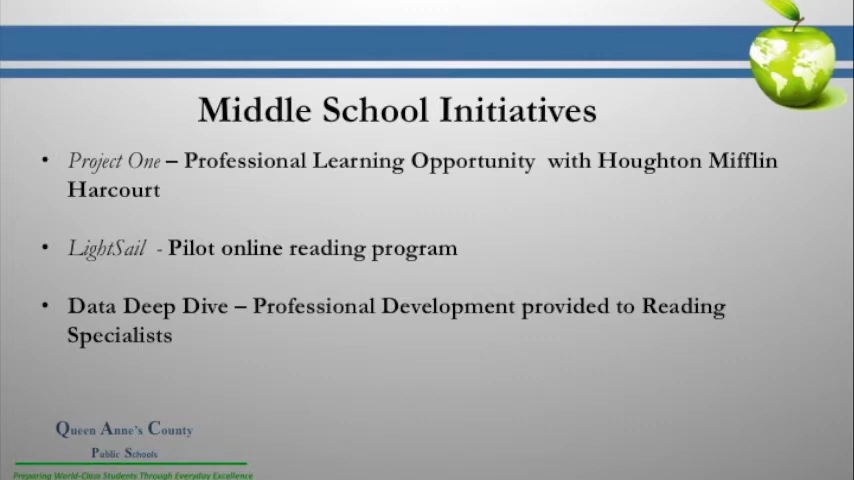 Middle School Initiatives
• Project One – Professional Learning Opportunity with Houghton Mifflin
Harcourt
• LightSail - Pilot online reading program
• Data Deep Dive – Professional Development provided to Reading
Specialists
Queen Anne's County
Public Schools
Preparing World-Class Students Through Everyday Excellence